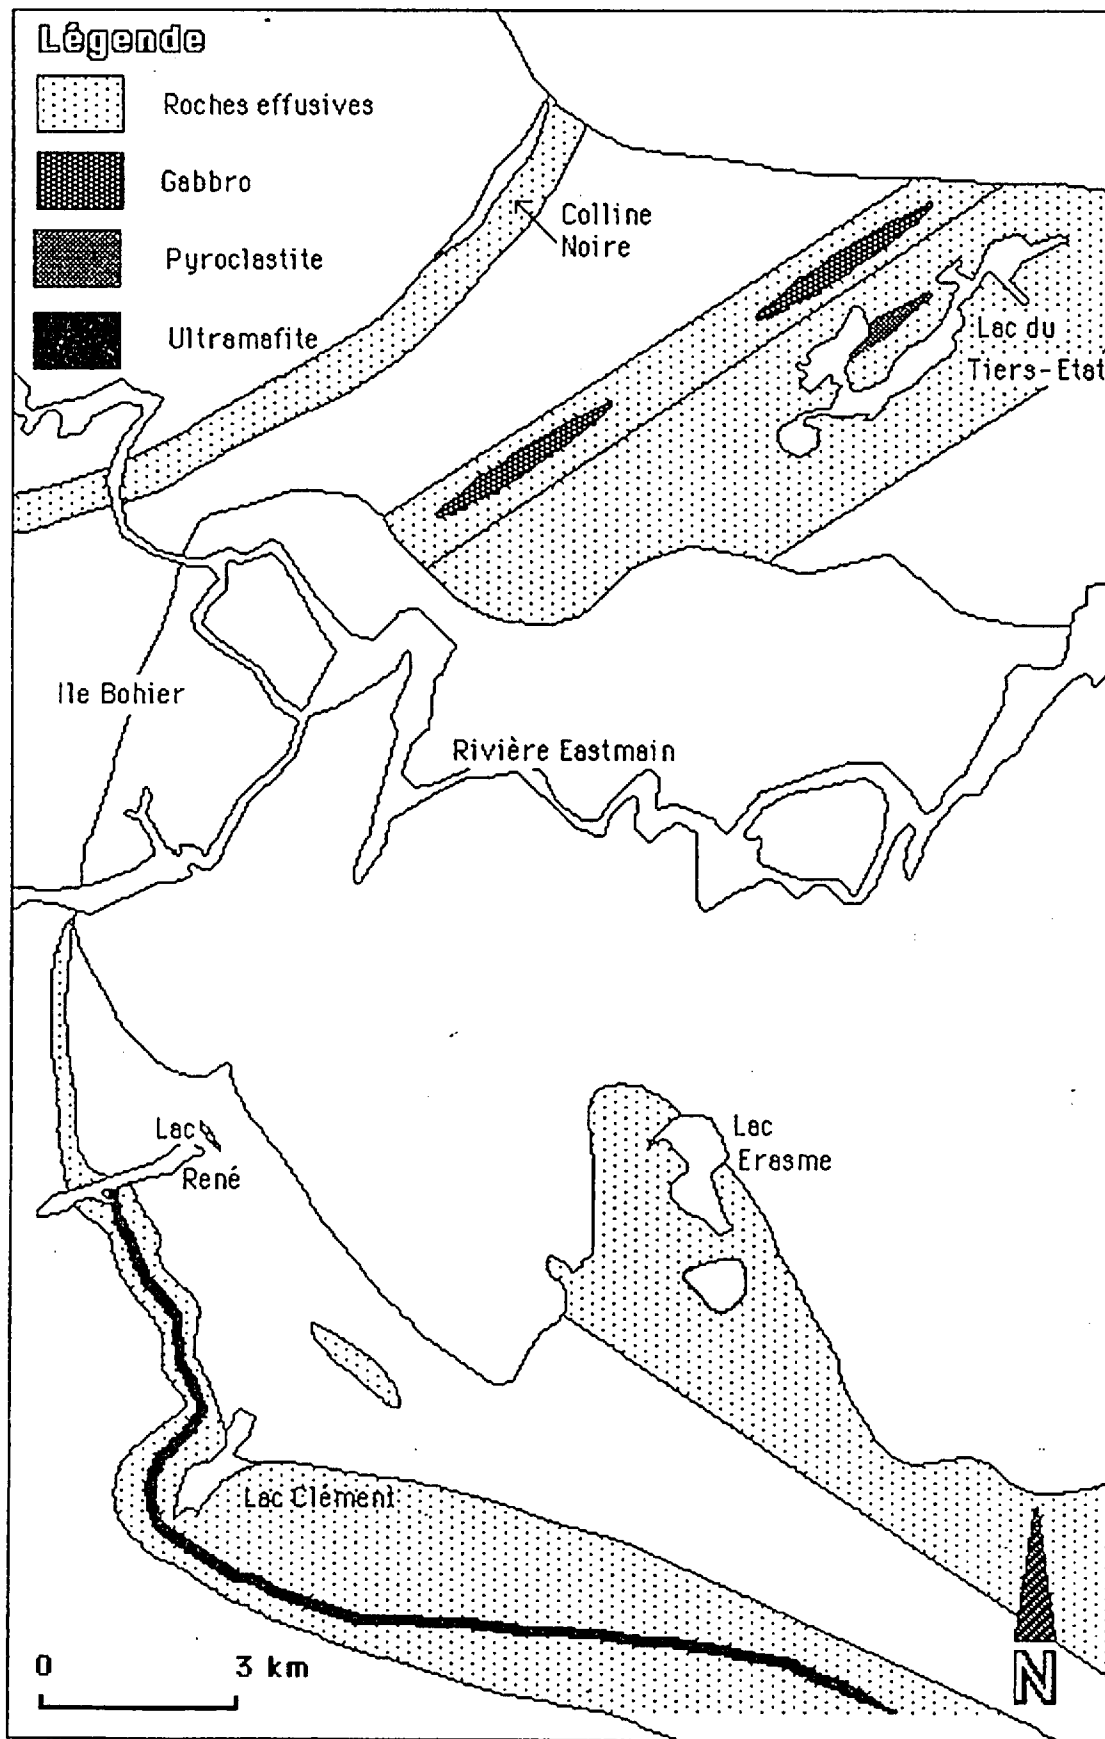 Légende
Roches effusives
Gabbro
Pyroclastite
Ultramafite
Colline
Noire
Lac du
Tiers-Etat
Ile Bohier
Rivière Eastmain
Lac
René
Lac
Erasme
Lac Clément
0 3 km
N